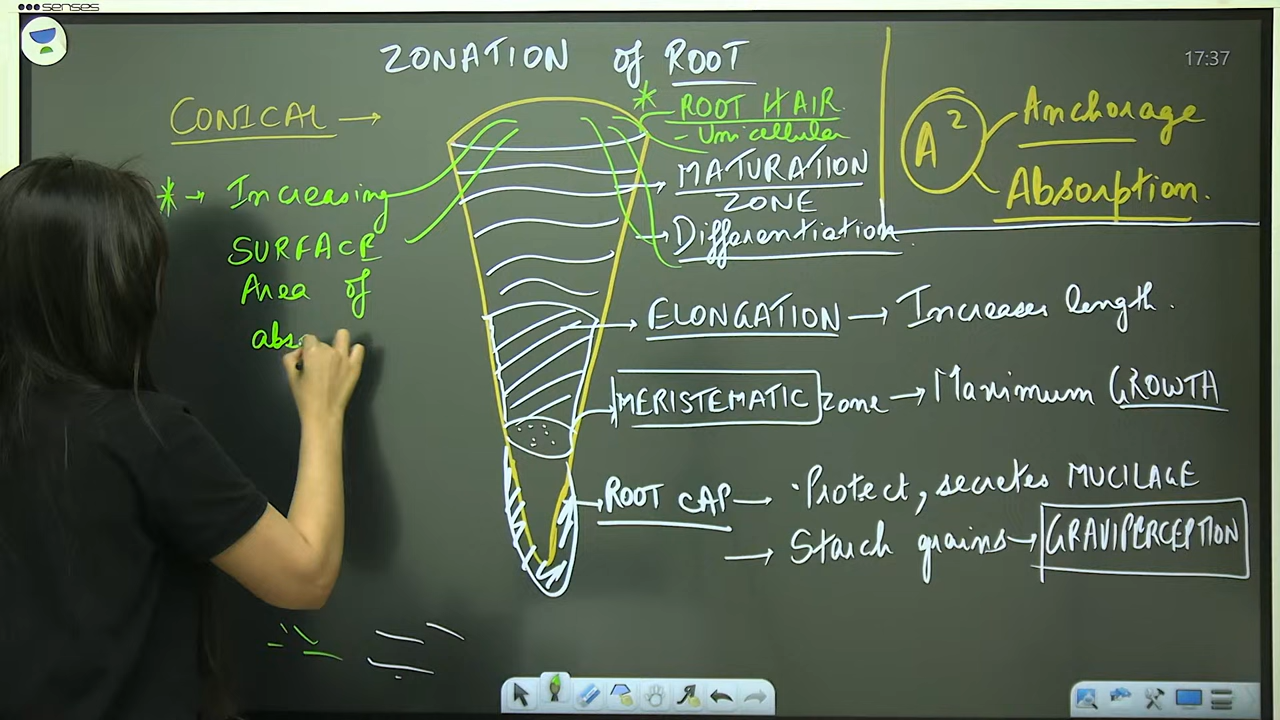 senses
17:37
ZONATION of ROOT
CONICAL →
* → Increasing
SURFACE
Area of
abs
* ROOT HAIR
- Unicellular
MATURATION
ZONE
Differentiation
ELONGATION → Increases length.
MERISTEMATIC zone → Maximum GROWTH
ROOT CAP → · Protect, secretes MUCILAGE
→ Starch grains → GRAVIPERCEPTION
A²
Anchorage
Absorption.